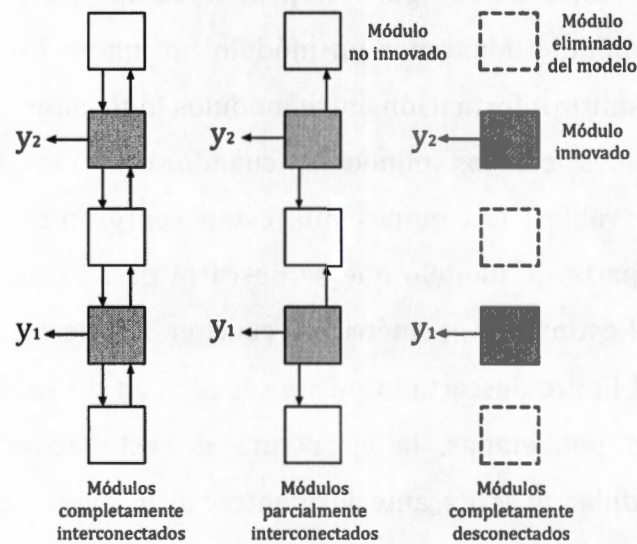 Módulo
no innovado
Módulo
eliminado
del modelo
y₂
y₂
y₂
Módulo
innovado
y₁
y₁
y₁
Módulos
completamente
interconectados
Módulos
parcialmente
interconectados
Módulos
completamente
desconectados